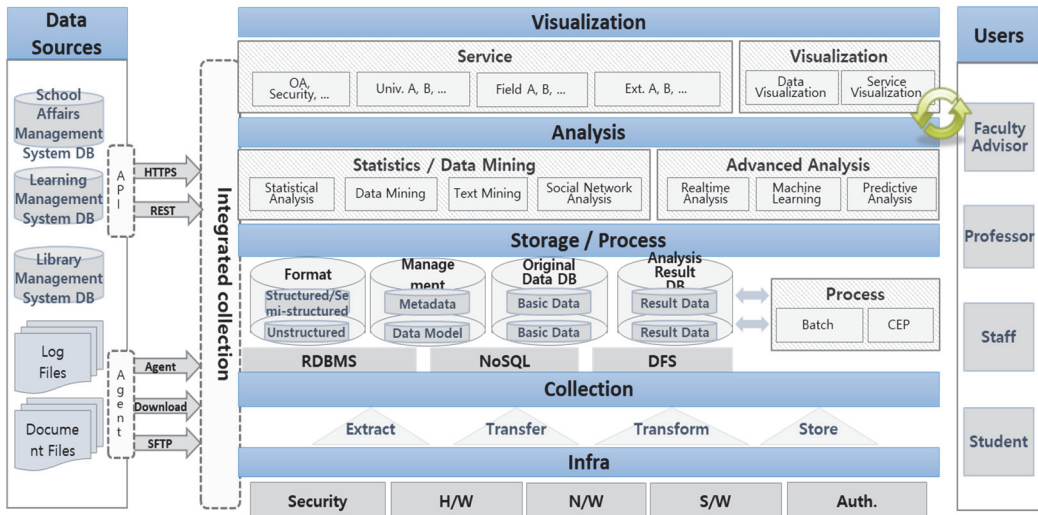 Data
Sources
School
Affairs
Management
System DB
Learning
Management
System DB
Library
Management
System DB
Log
Files
Docume
nt Files
API
Agent
HTTPS
REST
Agent
Download
SFTP
Integrated collection
Visualization
Service
OA,
Security, ...
Univ. A, B, ...
Field A, B, ...
Ext. A, B, ...
Visualization
Data
Visualization
Service
Visualization
Analysis
Statistics / Data Mining
Statistical
Analysis
Data Mining
Text Mining
Social Network
Analysis
Advanced Analysis
Realtime
Analysis
Machine
Learning
Predictive
Analysis
Storage / Process
Format
Structured/Se
mi-structured
Unstructured
Manage
ment
Metadata
Data Model
Original
Data DB
Basic Data
Basic Data
Analysis
Result
DB
Result Data
Result Data
Process
Batch
CEP
RDBMS
NoSQL
DFS
Collection
Extract
Transfer
Transform
Store
Infra
Security
H/W
N/W
S/W
Auth.
Users
Faculty
Advisor
Professor
Staff
Student